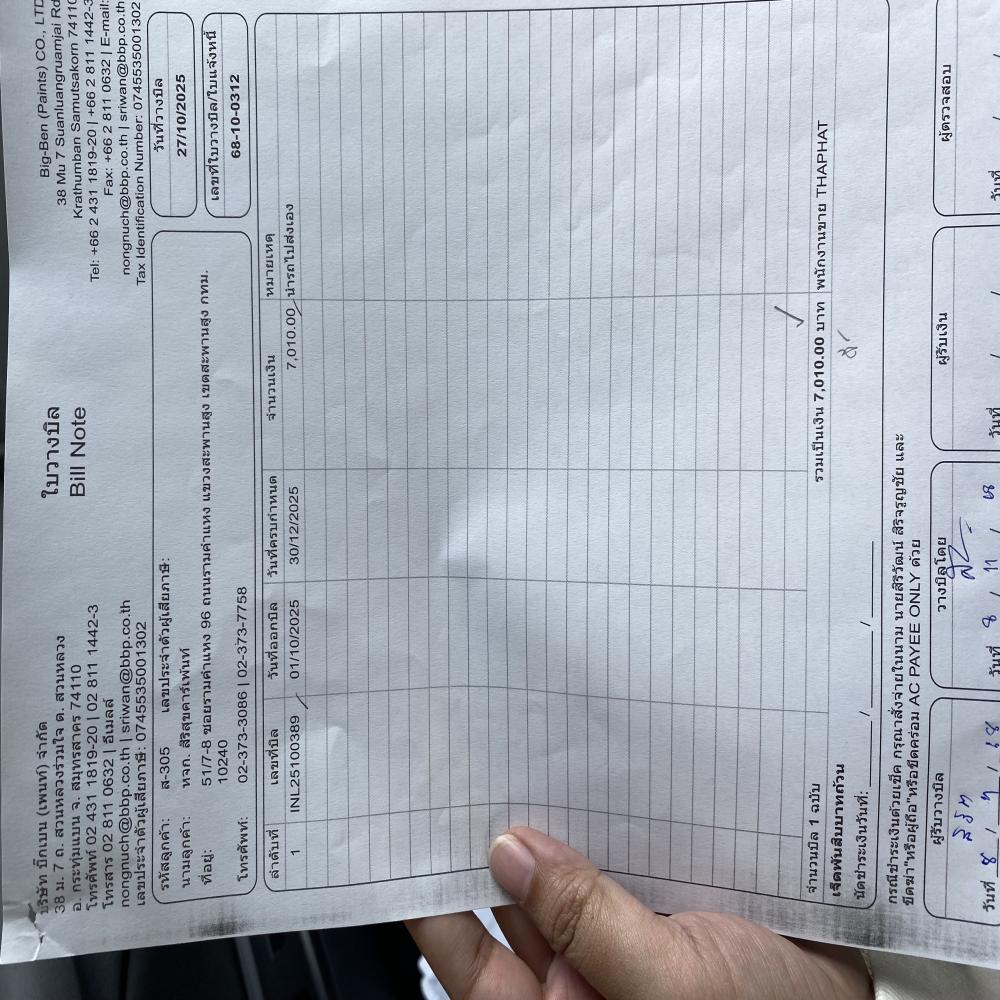 บริษัท บิ๊กเบน (เพนท์) จำกัด
38 ม. 7 ถ. สวนหลวงร่วมใจ ต. สวนหลวง
อ. กระทุ่มแบน จ. สมุทรสาคร 74110
โทรศัพท์ 02 431 1819-20 | 02 811 1442-3
โทรสาร 02 811 0632 | อีเมลล์
nongnuch@bbp.co.th | sriwan@bbp.co.th
เลขประจำตัวผู้เสียภาษี: 0745535001302
ใบวางบิล
Bill Note
Big-Ben (Paints) CO., LTD
38 Mu 7 Suanluangruamjai Rd
Krathumban Samutsakorn 74110
Tel: +66 2 431 1819-20 | +66 2 811 1442-3
Fax: +66 2 811 0632 | E-mail:
nongnuch@bbp.co.th | sriwan@bbp.co.th
Tax Identification Number: 0745535001302
รหัสลูกค้า: ส-305 เลขประจำตัวผู้เสียภาษี:
นามลูกค้า: หจก. สิริสุขคาร์เพ้นท์
ที่อยู่: 51/7-8 ซอยรามคำแหง 96 ถนนรามคำแหง แขวงสะพานสูง เขตสะพานสูง กทม.
10240
โทรศัพท์: 02-373-3086 | 02-373-7758
วันที่วางบิล
27/10/2025
เลขที่ใบวางบิล/ใบแจ้งหนี้
68-10-0312
ลำดับที่ เลขที่บิล วันที่ออกบิล วันที่ครบกำหนด จำนวนเงิน หมายเหตุ
1 INL25100389 01/10/2025 30/12/2025 7,010.00 นำรถไปส่งเอง
จำนวนบิล 1 ฉบับ รวมเป็นเงิน 7,010.00 บาท พนักงานขาย THAPHAT
เจ็ดพันสิบบาทถ้วน
นัดชำระเงินวันที่: ____/____/____
กรณีชำระเงินด้วยเช็ค กรุณาสั่งจ่ายในนาม นายสิริวัฒน์ สิริจรูญชัย และ
ขีดฆ่า"หรือผู้ถือ"หรือขีดคร่อม AC PAYEE ONLY ด้วย
ผู้รับวางบิล วางบิลโดย ผู้รับเงิน ผู้ตรวจสอบ
วันที่ 8 / / 68 วันที่ 8 / 11 / 68 วันที่ / / วันที่ / /